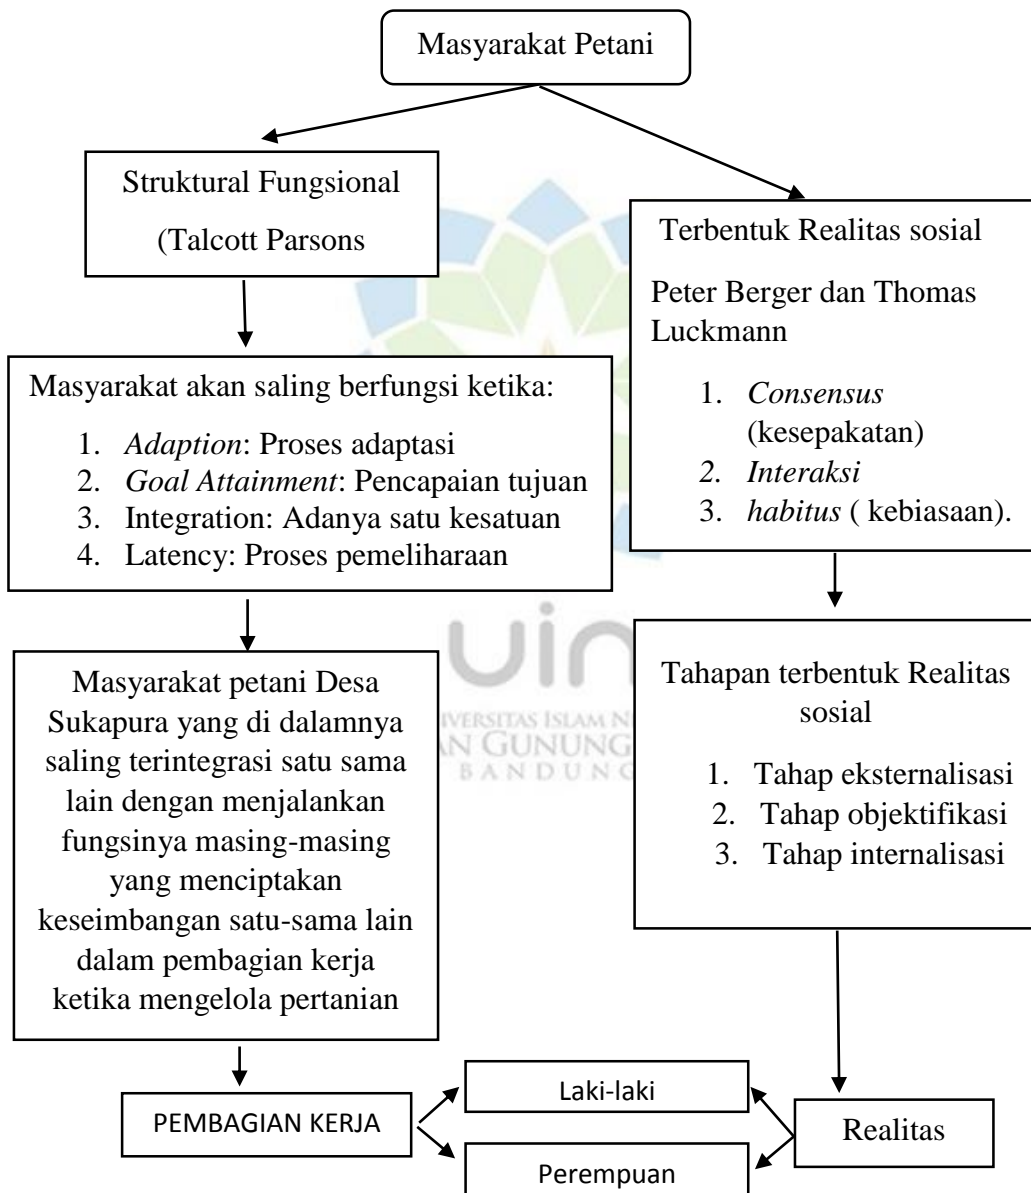 Masyarakat Petani
Struktural Fungsional
(Talcott Parsons
Masyarakat akan saling berfungsi ketika:
1. Adaption: Proses adaptasi
2. Goal Attainment: Pencapaian tujuan
3. Integration: Adanya satu kesatuan
4. Latency: Proses pemeliharaan
Masyarakat petani Desa
Sukapura yang di dalamnya
saling terintegrasi satu sama
lain dengan menjalankan
fungsinya masing-masing
yang menciptakan
keseimbangan satu-sama lain
dalam pembagian kerja
ketika mengelola pertanian
PEMBAGIAN KERJA
Terbentuk Realitas sosial
Peter Berger dan Thomas
Luckmann
1. Consensus
(kesepakatan)
2. Interaksi
3. habitus ( kebiasaan).
Tahapan terbentuk Realitas
sosial
1. Tahap eksternalisasi
2. Tahap objektifikasi
3. Tahap internalisasi
Laki-laki
Perempuan
Realitas
uin
ISLAM
GUNUNG
BANDUNG